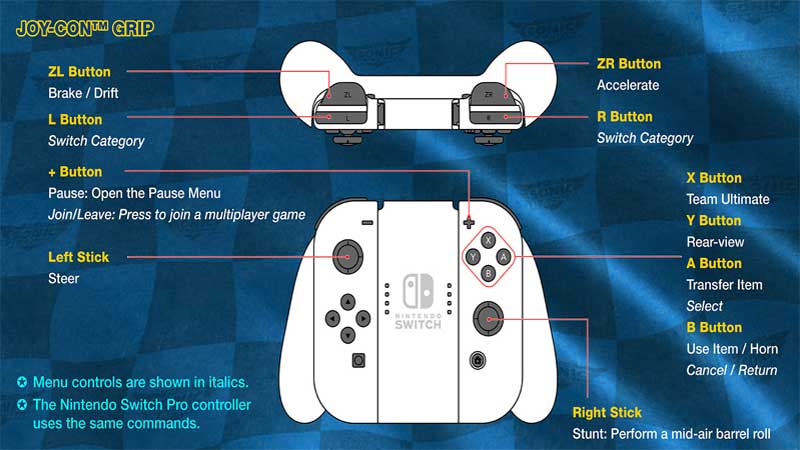 JOY-CON™ GRIP
ZL Button
Brake / Drift
L Button
Switch Category
+ Button
Pause: Open the Pause Menu
Join/Leave: Press to join a multiplayer game
Left Stick
Steer
ZL
ZR
L
R
ZR Button
Accelerate
R Button
Switch Category
X Button
Team Ultimate
Y Button
Rear-view
A Button
Transfer Item
Select
B Button
Use Item / Horn
Cancel / Return
X
Y
A
B
NINTENDO
SWITCH
✪ Menu controls are shown in italics.
✪ The Nintendo Switch Pro controller
uses the same commands.
Right Stick
Stunt: Perform a mid-air barrel roll